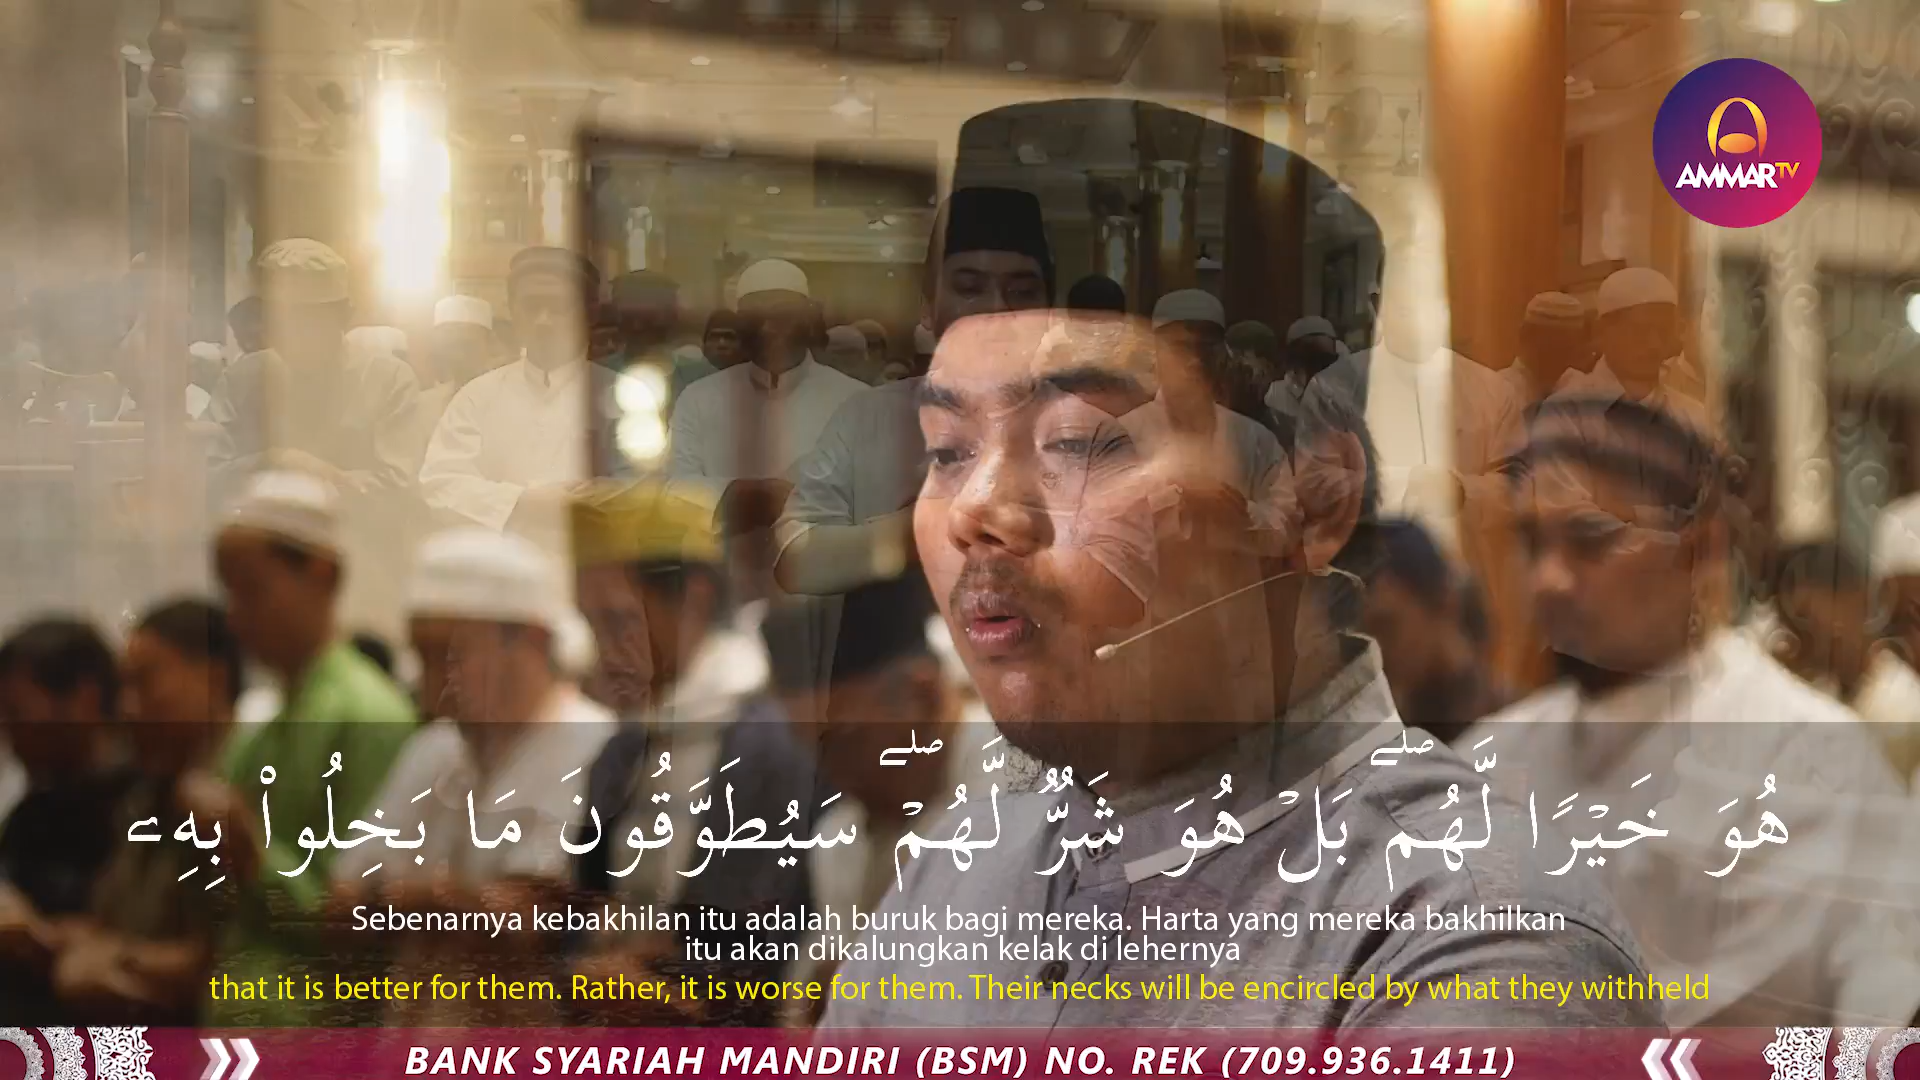 AMMARTV
هُوَ خَيْرًا لَّهُم ۖ بَلْ هُوَ شَرٌّ لَّهُمْ ۖ سَيُطَوَّقُونَ مَا بَخِلُوا۟ بِهِۦ
Sebenarnya kebakhilan itu adalah buruk bagi mereka. Harta yang mereka bakhilkan
itu akan dikalungkan kelak di lehernya
that it is better for them. Rather, it is worse for them. Their necks will be encircled by what they withheld
BANK SYARIAH MANDIRI (BSM) NO. REK (709.936.1411)